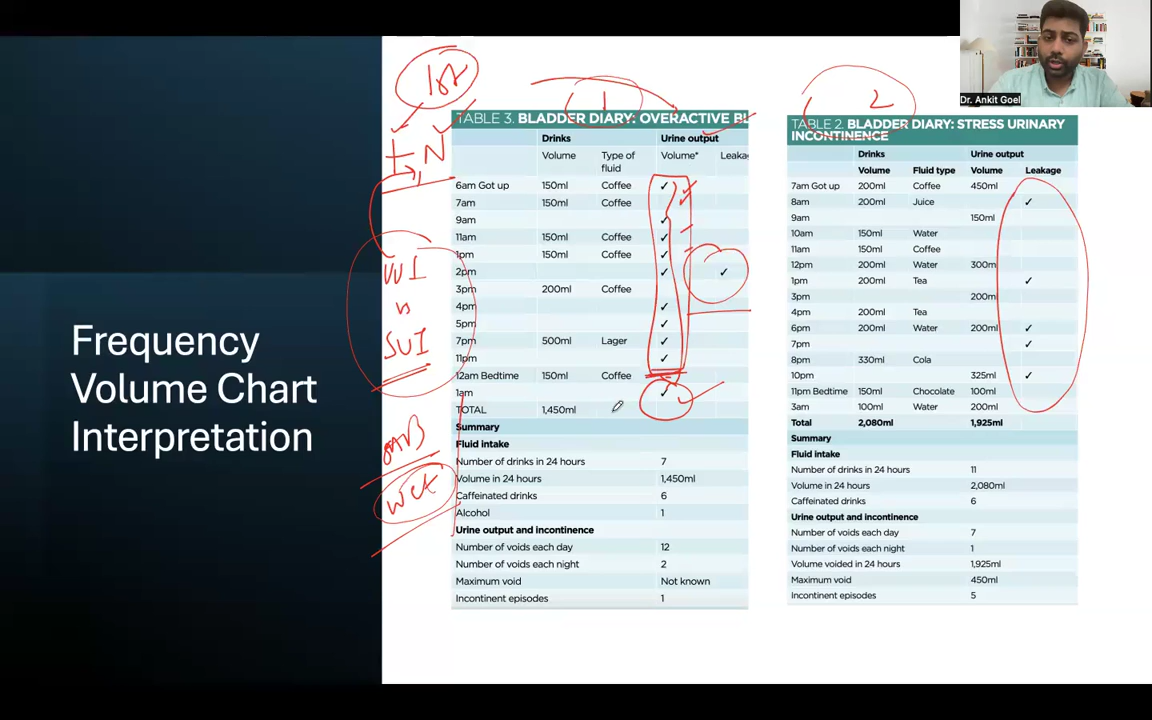 Dr. Ankit Goel
Frequency
Volume Chart
Interpretation
1
2
UUI
vs
SUI
OAB
wet
TABLE 3. BLADDER DIARY: OVERACTIVE BL
Drinks Urine output
Volume Type of fluid Volume* Leakag
6am Got up 150ml Coffee ✓
7am 150ml Coffee ✓
9am ✓
11am 150ml Coffee ✓
1pm 150ml Coffee ✓
2pm ✓ ✓
3pm 200ml Coffee
4pm ✓
5pm ✓
7pm 500ml Lager ✓
11pm ✓
12am Bedtime 150ml Coffee ✓
1am ✓
TOTAL 1,450ml
Summary
Fluid intake
Number of drinks in 24 hours 7
Volume in 24 hours 1,450ml
Caffeinated drinks 6
Alcohol 1
Urine output and incontinence
Number of voids each day 12
Number of voids each night 2
Maximum void Not known
Incontinent episodes 1
TABLE 2. BLADDER DIARY: STRESS URINARY
INCONTINENCE
Drinks Urine output
Volume Fluid type Volume Leakage
7am Got up 200ml Coffee 450ml
8am 200ml Juice ✓
9am 150ml
10am 150ml Water
11am 150ml Coffee
12pm 200ml Water 300m
1pm 200ml Tea ✓
3pm 200ml
4pm 200ml Tea
6pm 200ml Water 200ml ✓
7pm ✓
8pm 330ml Cola
10pm 325ml ✓
11pm Bedtime 150ml Chocolate 100ml
3am 100ml Water 200ml
Total 2,080ml 1,925ml
Summary
Fluid intake
Number of drinks in 24 hours 11
Volume in 24 hours 2,080ml
Caffeinated drinks 6
Urine output and incontinence
Number of voids each day 7
Number of voids each night 1
Volume voided in 24 hours 1,925ml
Maximum void 450ml
Incontinent episodes 5